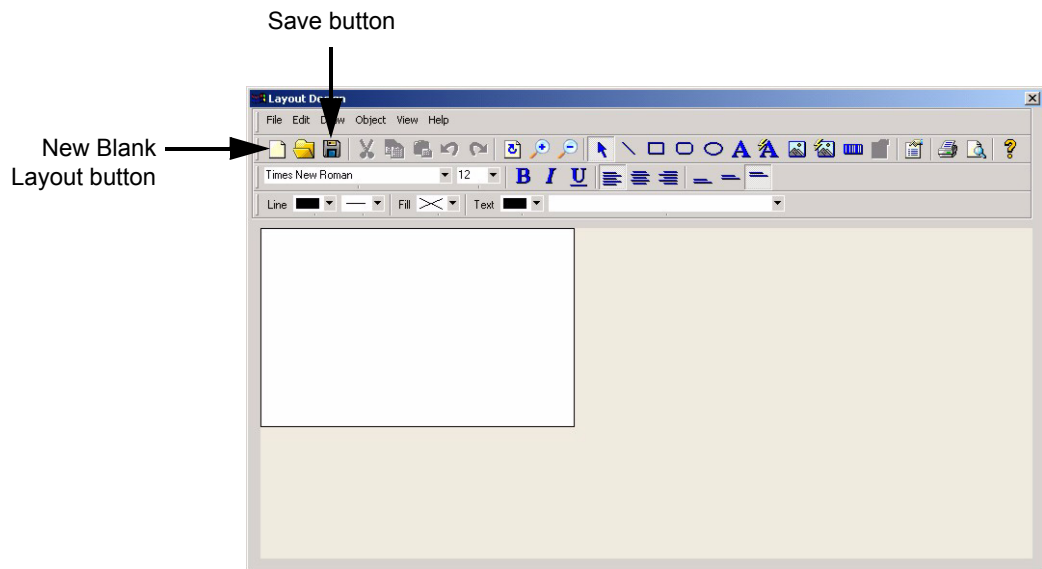 Save button
New Blank
Layout button
Layout Design
File Edit Draw Object View Help
Times New Roman 12 B I U
Line Fill Text